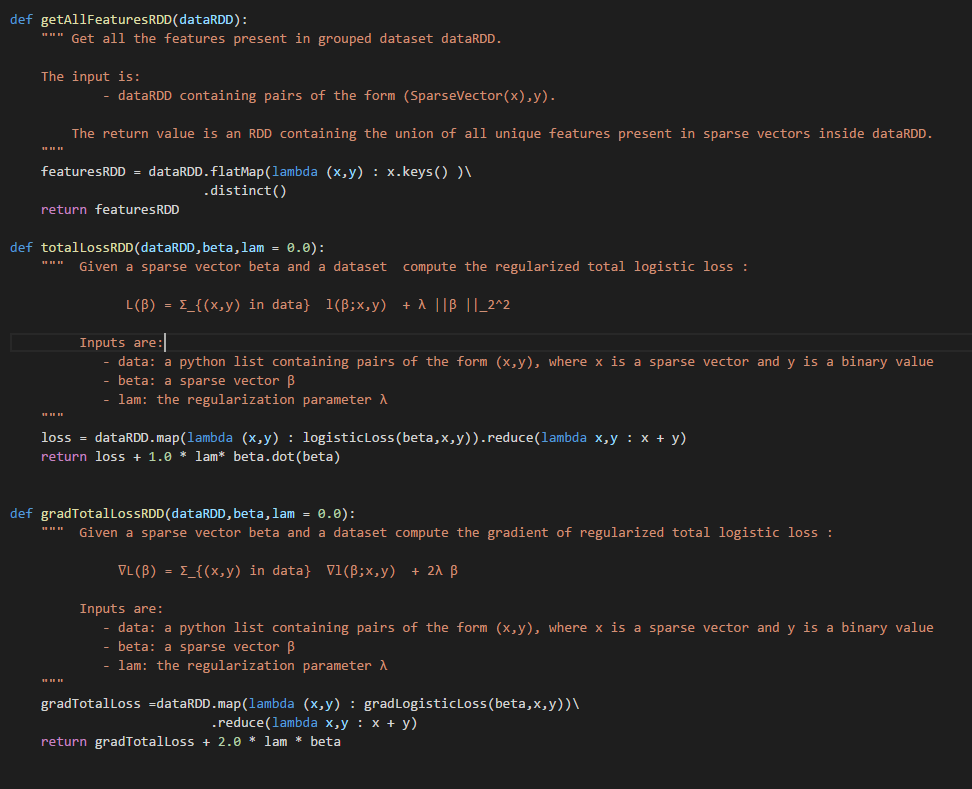 def getAllFeaturesRDD(dataRDD):
    """ Get all the features present in grouped dataset dataRDD.

    The input is:
            - dataRDD containing pairs of the form (SparseVector(x),y).

        The return value is an RDD containing the union of all unique features present in sparse vectors inside dataRDD.
    """
    featuresRDD = dataRDD.flatMap(lambda (x,y) : x.keys() )\
                         .distinct()
    return featuresRDD

def totalLossRDD(dataRDD,beta,lam = 0.0):
    """  Given a sparse vector beta and a dataset  compute the regularized total logistic loss :

               L(β) = Σ_{(x,y) in data}  l(β;x,y)  + λ ||β ||_2^2

         Inputs are:
            - data: a python list containing pairs of the form (x,y), where x is a sparse vector and y is a binary value
            - beta: a sparse vector β
            - lam: the regularization parameter λ
    """
    loss = dataRDD.map(lambda (x,y) : logisticLoss(beta,x,y)).reduce(lambda x,y : x + y)
    return loss + 1.0 * lam* beta.dot(beta)


def gradTotalLossRDD(dataRDD,beta,lam = 0.0):
    """  Given a sparse vector beta and a dataset compute the gradient of regularized total logistic loss :

              ∇L(β) = Σ_{(x,y) in data}  ∇l(β;x,y)  + 2λ β

         Inputs are:
            - data: a python list containing pairs of the form (x,y), where x is a sparse vector and y is a binary value
            - beta: a sparse vector β
            - lam: the regularization parameter λ
    """
    gradTotalLoss =dataRDD.map(lambda (x,y) : gradLogisticLoss(beta,x,y))\
                          .reduce(lambda x,y : x + y)
    return gradTotalLoss + 2.0 * lam * beta